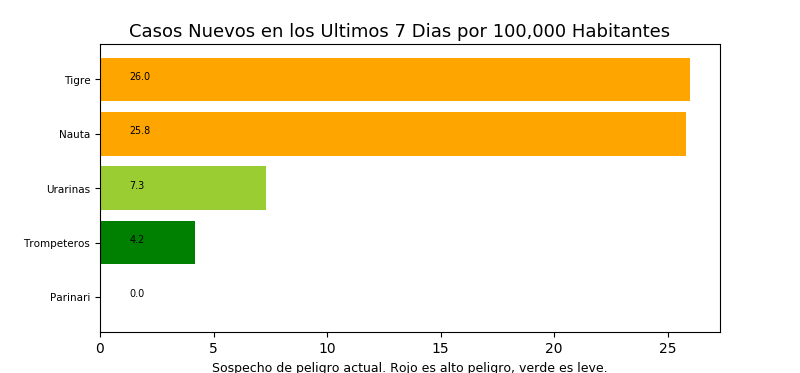 Casos Nuevos en los Ultimos 7 Dias por 100,000 Habitantes
Tigre 26.0
Nauta 25.8
Urarinas 7.3
Trompeteros 4.2
Parinari 0.0
0 5 10 15 20 25
Sospecho de peligro actual. Rojo es alto peligro, verde es leve.